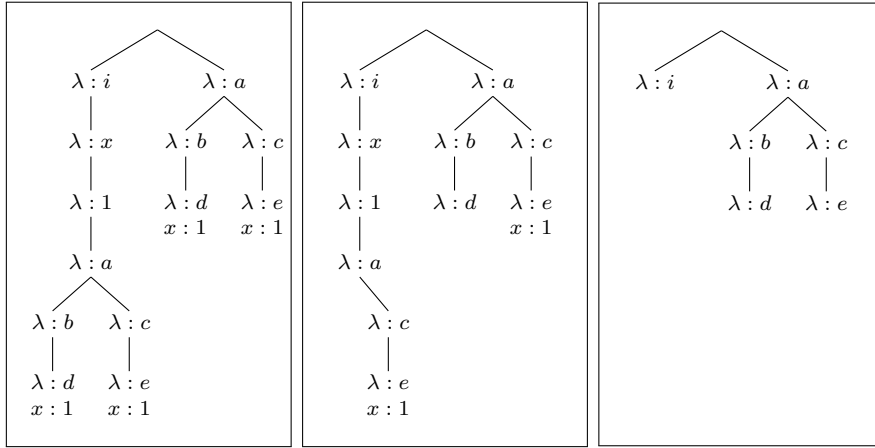 λ : i λ : a
λ : x λ : b λ : c
λ : 1 λ : d λ : e
x : 1 x : 1
λ : a
λ : b λ : c
λ : d λ : e
x : 1 x : 1
λ : i λ : a
λ : x λ : b λ : c
λ : 1 λ : d λ : e
x : 1
λ : a
λ : c
λ : e
x : 1
λ : i λ : a
λ : b λ : c
λ : d λ : e